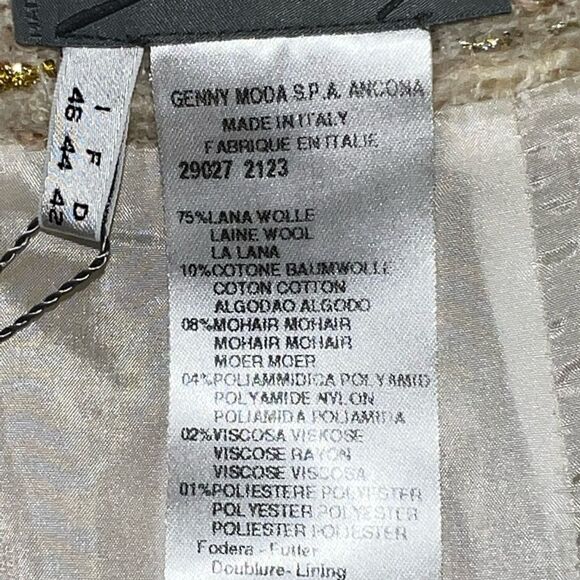 I F D
46 44 42
GENNY MODA S.P.A. ANCONA
MADE IN ITALY
FABRIQUE EN ITALIE
29027 2123
75%LANA WOLLE
LAINE WOOL
LA LANA
10%COTONE BAUMWOLLE
COTON COTTON
ALGODAO ALGODO
08%MOHAIR MOHAIR
MOHAIR MOHAIR
MOER MOER
04%POLIAMMIDICA POLYAMID
POLYAMIDE NYLON
POLIAMIDA POLIAMIDA
02%VISCOSA VISKOSE
VISCOSE RAYON
VISCOSE VISCOSA
01%POLIESTERE POLYESTER
POLYESTER POLYESTER
POLIESTER POLIESTER
Fodera - Futter
Doublure- Lining